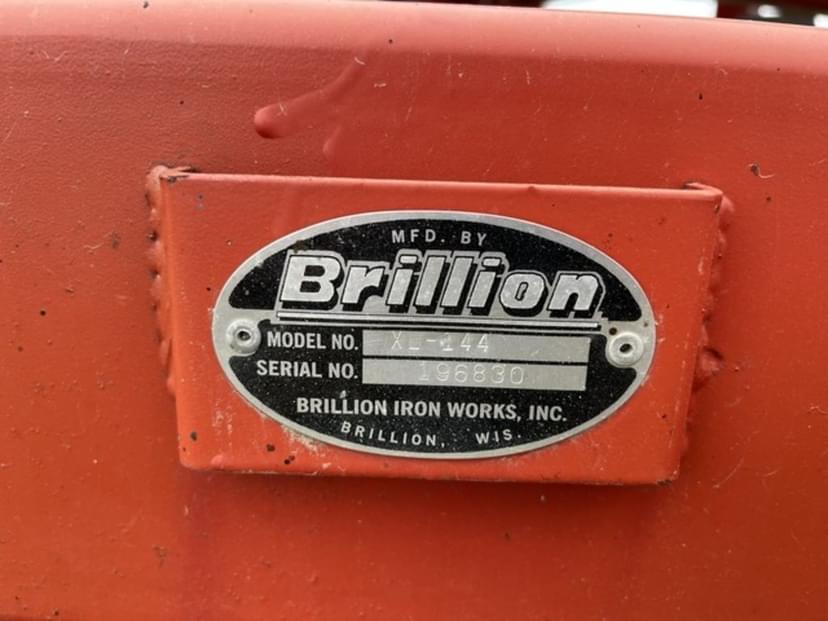 MFD. BY
Brillion
MODEL NO. XL-144
SERIAL NO. 196830
BRILLION IRON WORKS, INC.
BRILLION, WIS.